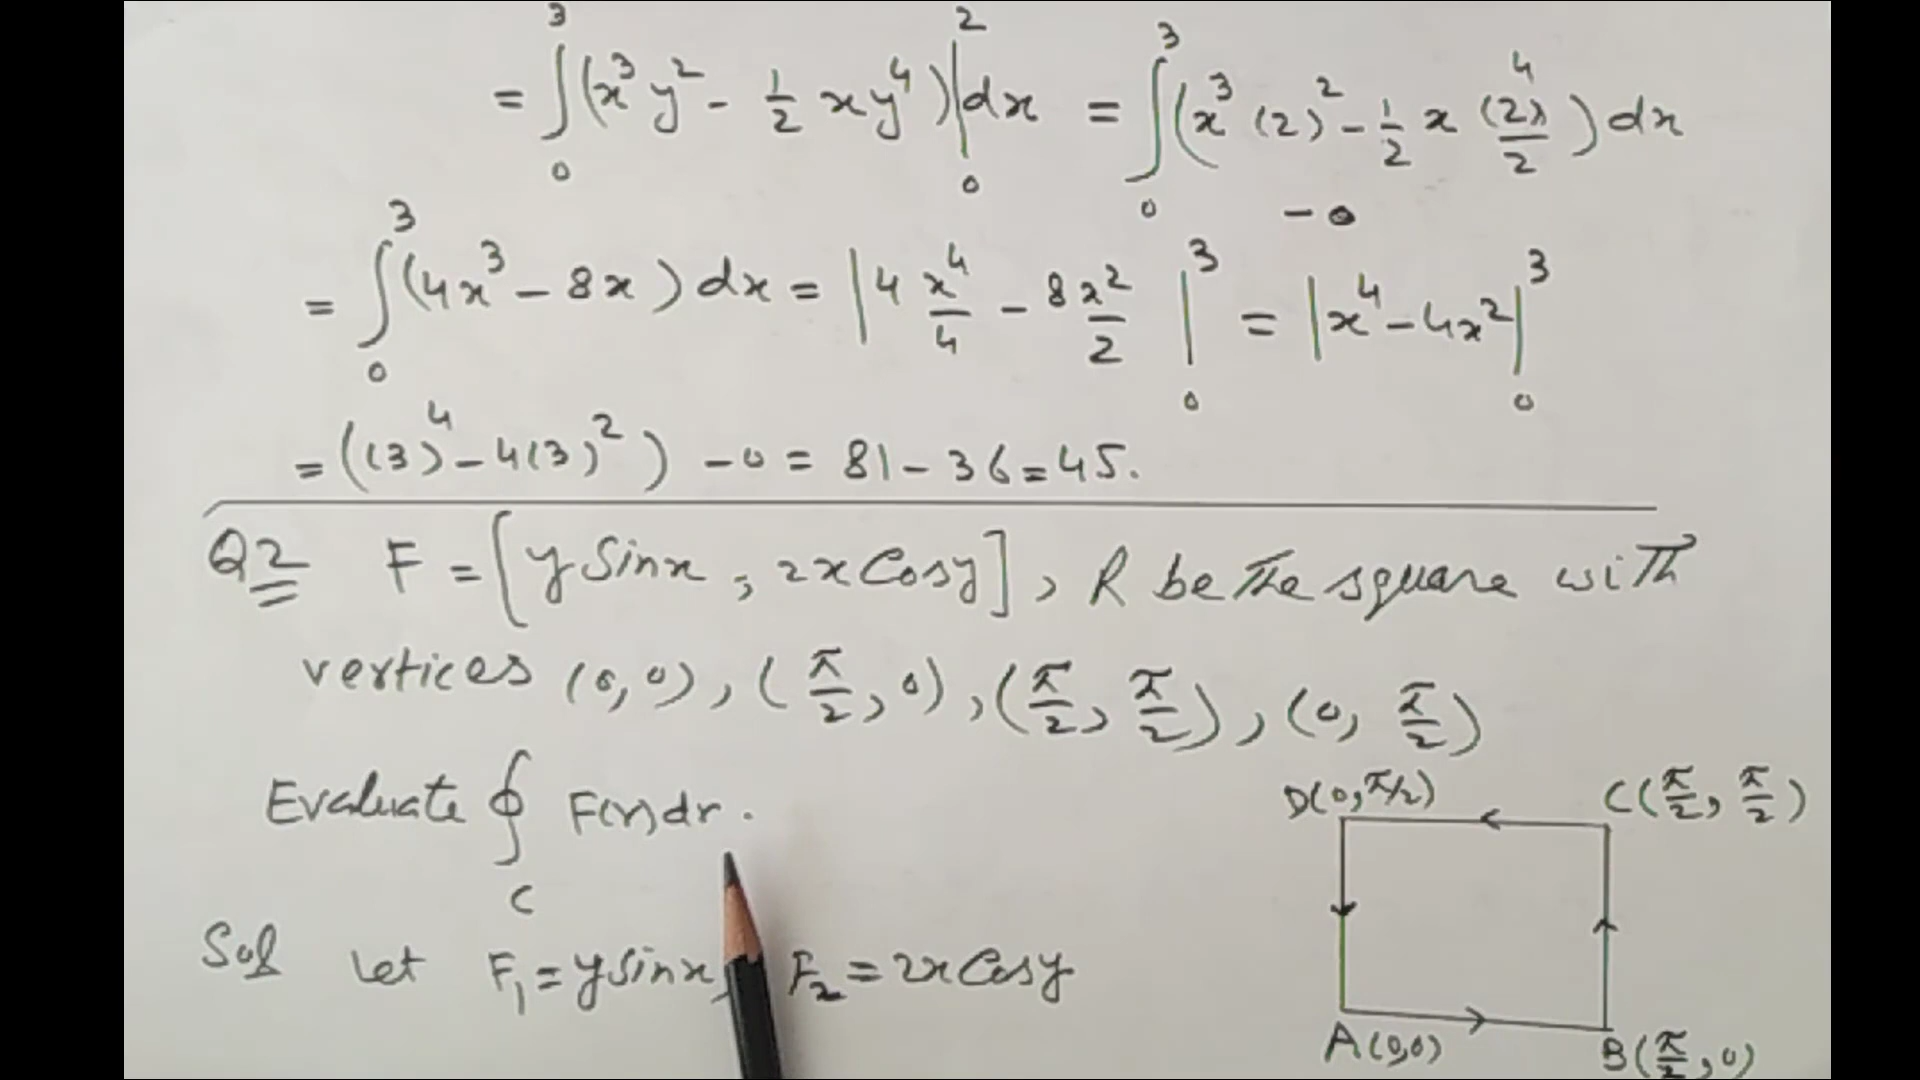 = ∫₀³ (x³y² - 1/2 xy⁴)|₀² dx = ∫₀³ (x³(2)² - 1/2 x (2)⁴/2) dx
- 0
= ∫₀³ (4x³ - 8x) dx = |4 x⁴/4 - 8 x²/2|₀³ = |x⁴ - 4x²|₀³
= ((3)⁴ - 4(3)²) - 0 = 81 - 36 = 45.
Q2 F = [y Sinx, 2x Cosy], R be the square with
vertices (0,0), (π/2, 0), (π/2, π/2), (0, π/2)
Evaluate ∮_C F(r)dr.
D(0, π/2) C(π/2, π/2)
Sol Let F₁ = ysinx, F₂ = 2x Cosy
A(0,0) B(π/2, 0)